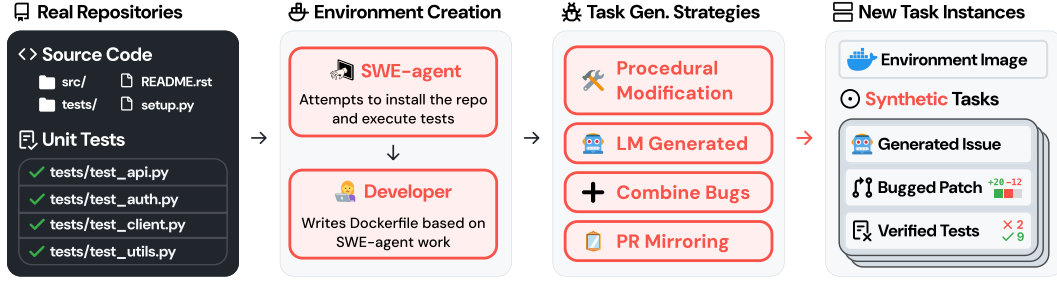 Real Repositories
Source Code
src/
README.rst
tests/
setup.py
Unit Tests
tests/test_api.py
tests/test_auth.py
tests/test_client.py
tests/test_utils.py
Environment Creation
SWE-agent
Attempts to install the repo
and execute tests
Developer
Writes Dockerfile based on
SWE-agent work
Task Gen. Strategies
Procedural
Modification
LM Generated
Combine Bugs
PR Mirroring
New Task Instances
Environment Image
Synthetic Tasks
Generated Issue
Bugged Patch +20 -12
Verified Tests
2
9